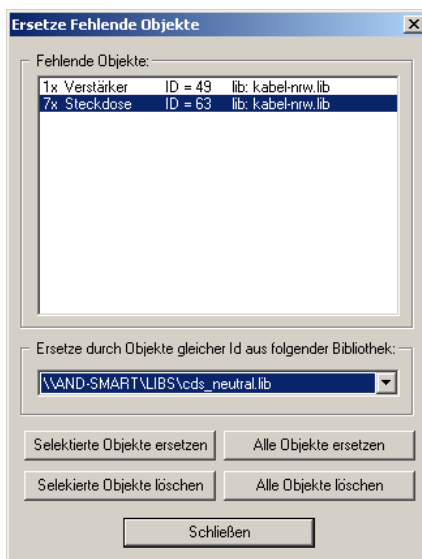 Ersetze Fehlende Objekte
Fehlende Objekte:
1x Verstärker ID = 49 lib: kabel-nrw.lib
7x Steckdose ID = 63 lib: kabel-nrw.lib
Ersetze durch Objekte gleicher Id aus folgender Bibliothek:
\\AND-SMART\LIBS\cds_neutral.lib
Selektierte Objekte ersetzen Alle Objekte ersetzen
Selekierte Objekte löschen Alle Objekte löschen
Schließen